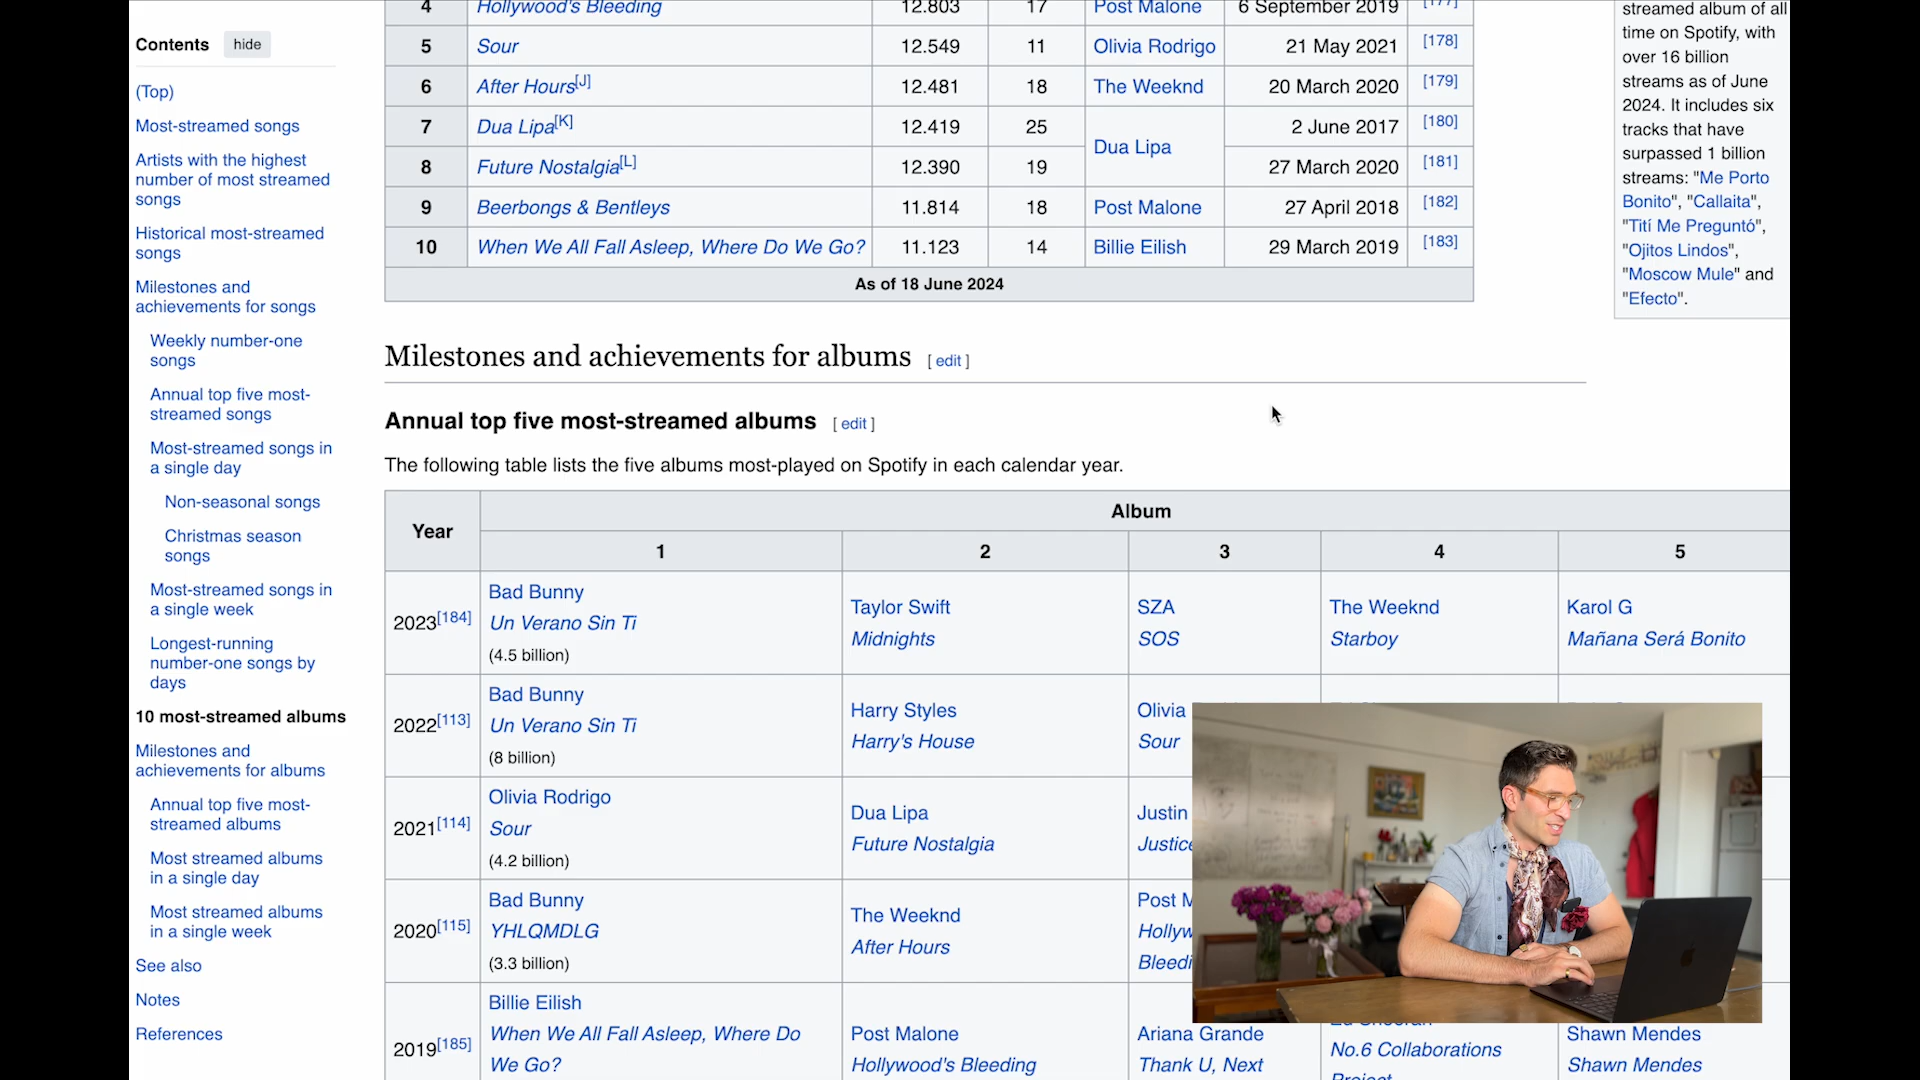 Contents hide
(Top)
Most-streamed songs
Artists with the highest
number of most streamed
songs
Historical most-streamed
songs
Milestones and
achievements for songs
Weekly number-one
songs
Annual top five most-
streamed songs
Most-streamed songs in
a single day
Non-seasonal songs
Christmas season
songs
Most-streamed songs in
a single week
Longest-running
number-one songs by
days
10 most-streamed albums
Milestones and
achievements for albums
Annual top five most-
streamed albums
Most streamed albums
in a single day
Most streamed albums
in a single week
See also
Notes
References
4 Hollywood's Bleeding 12.803 17 Post Malone 6 September 2019 [177]
5 Sour 12.549 11 Olivia Rodrigo 21 May 2021 [178]
6 After Hours[J] 12.481 18 The Weeknd 20 March 2020 [179]
7 Dua Lipa[K] 12.419 25 Dua Lipa 2 June 2017 [180]
8 Future Nostalgia[L] 12.390 19 27 March 2020 [181]
9 Beerbongs & Bentleys 11.814 18 Post Malone 27 April 2018 [182]
10 When We All Fall Asleep, Where Do We Go? 11.123 14 Billie Eilish 29 March 2019 [183]
As of 18 June 2024
streamed album of all
time on Spotify, with
over 16 billion
streams as of June
2024. It includes six
tracks that have
surpassed 1 billion
streams: "Me Porto
Bonito", "Callaita",
"Tití Me Preguntó",
"Ojitos Lindos",
"Moscow Mule" and
"Efecto".
Milestones and achievements for albums [ edit ]
Annual top five most-streamed albums [ edit ]
The following table lists the five albums most-played on Spotify in each calendar year.
Year Album
1 2 3 4 5
2023[184]
Bad Bunny
Un Verano Sin Ti
(4.5 billion)
Taylor Swift
Midnights
SZA
SOS
The Weeknd
Starboy
Karol G
Mañana Será Bonito
2022[113]
Bad Bunny
Un Verano Sin Ti
(8 billion)
Harry Styles
Harry's House
Olivia
Sour
2021[114]
Olivia Rodrigo
Sour
(4.2 billion)
Dua Lipa
Future Nostalgia
Justin
Justice
2020[115]
Bad Bunny
YHLQMDLG
(3.3 billion)
The Weeknd
After Hours
Post M
Hollyw
Bleedi
2019[185]
Billie Eilish
When We All Fall Asleep, Where Do
We Go?
Post Malone
Hollywood's Bleeding
Ariana Grande
Thank U, Next
Ed Sheeran
No.6 Collaborations
Project
Shawn Mendes
Shawn Mendes